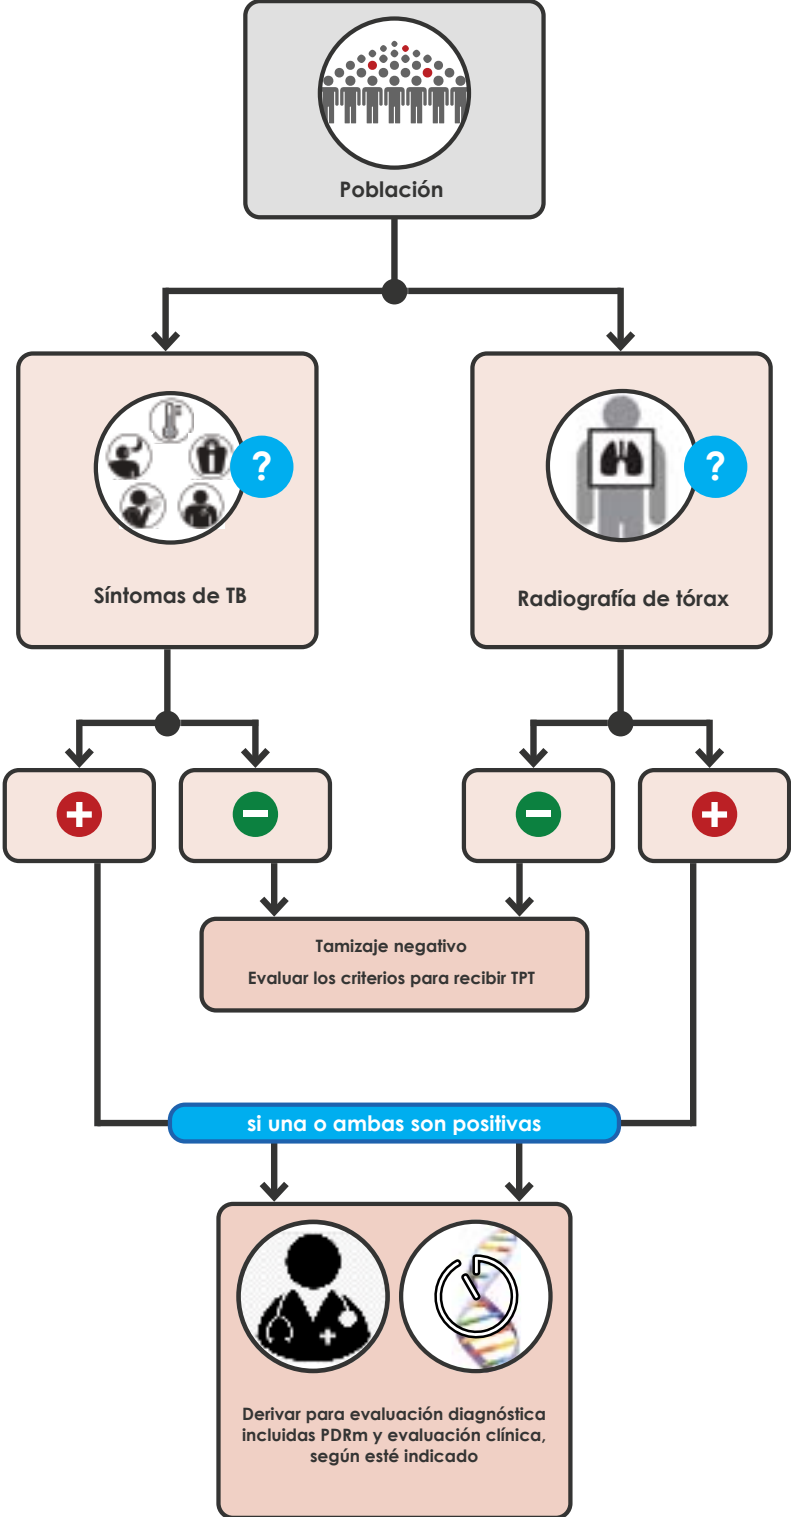 Población
?
?
Síntomas de TB
Radiografía de tórax
Tamizaje negativo
Evaluar los criterios para recibir TPT
si una o ambas son positivas
Derivar para evaluación diagnóstica
incluidas PDRm y evaluación clínica,
según esté indicado